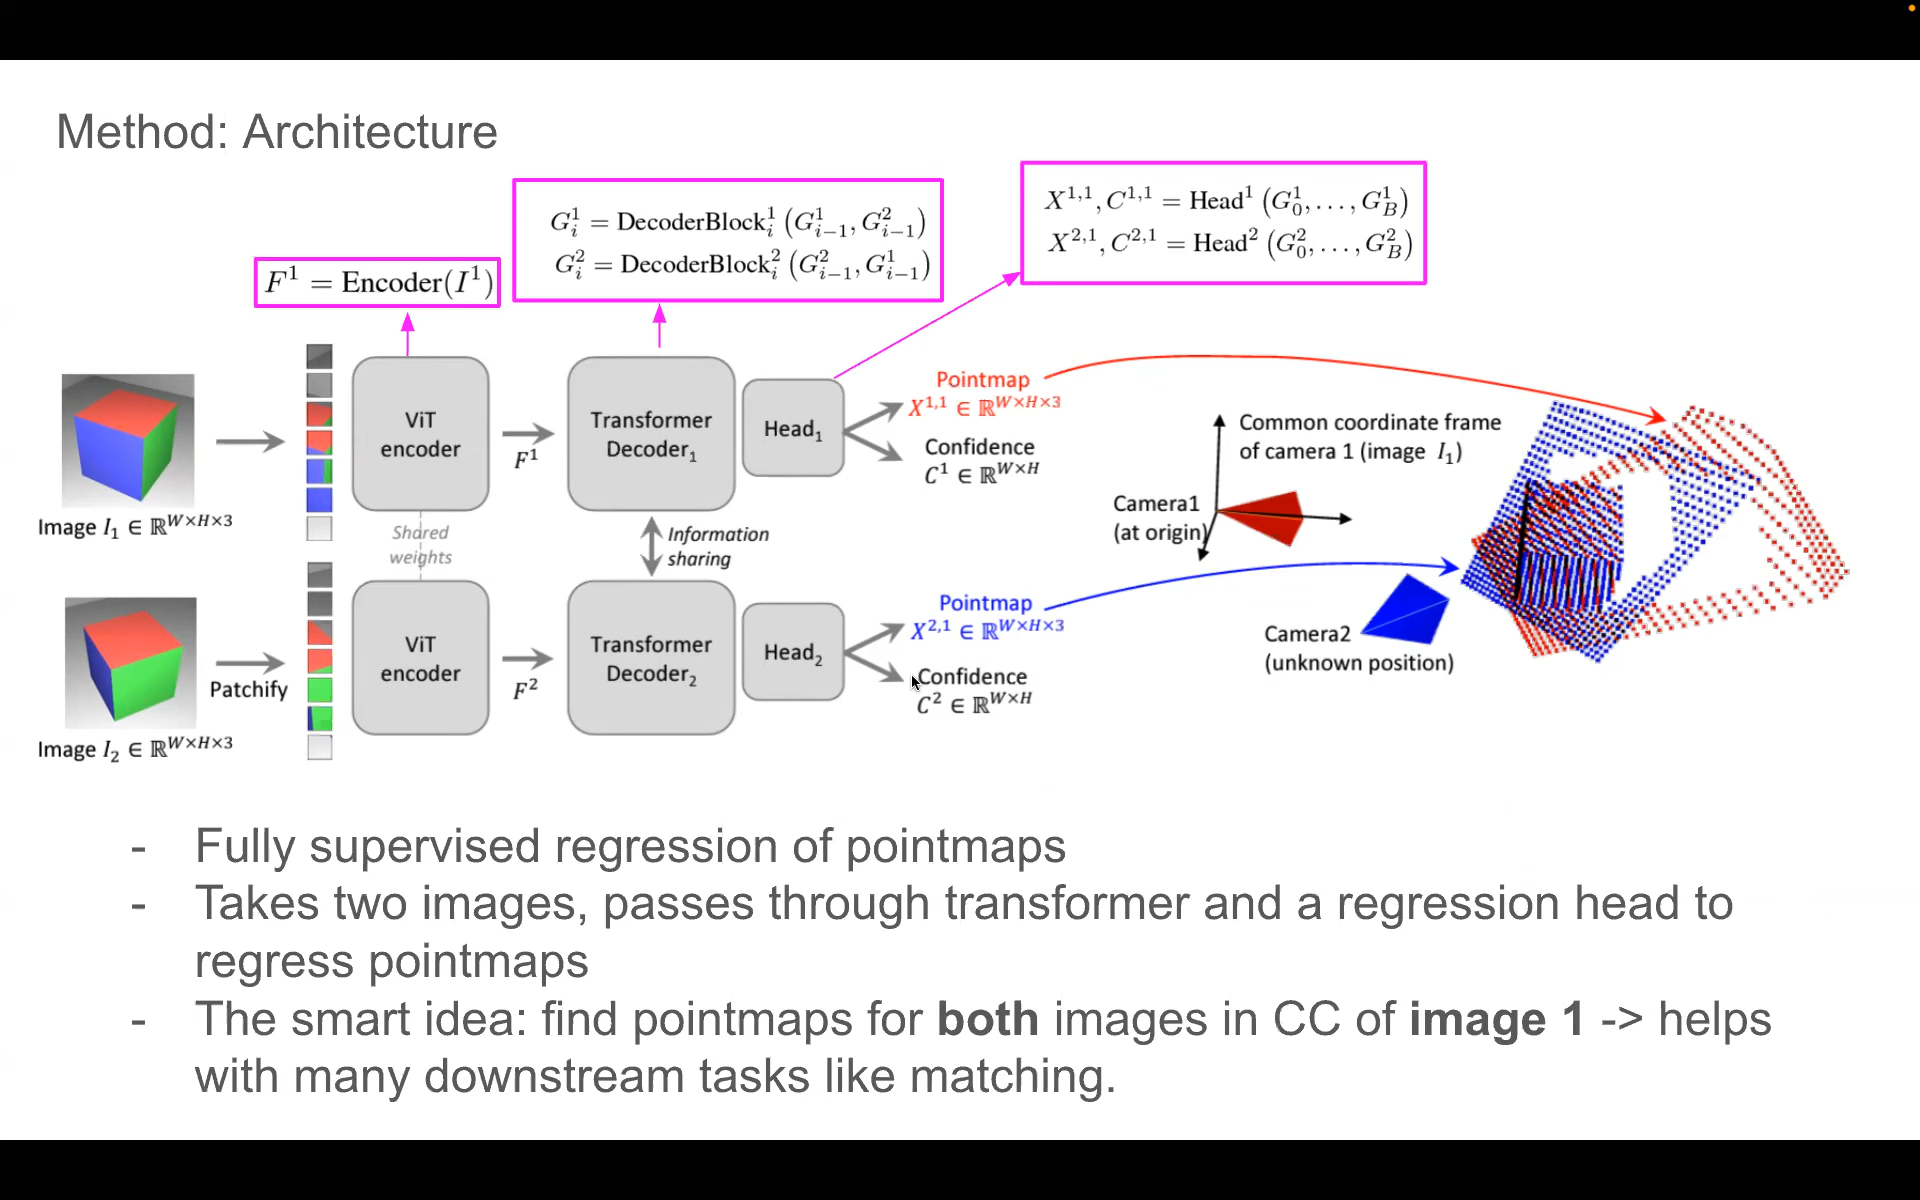 Method: Architecture
F¹ = Encoder(I¹)
G¹ᵢ = DecoderBlock¹ᵢ (G¹ᵢ₋₁, G²ᵢ₋₁)
G²ᵢ = DecoderBlock²ᵢ (G²ᵢ₋₁, G¹ᵢ₋₁)
X¹,¹, C¹,¹ = Head¹ (G¹₀, . . . , G¹_B)
X²,¹, C²,¹ = Head² (G²₀, . . . , G²_B)
Image I₁ ∈ ℝ^W×H×3
ViT
encoder
F¹
Transformer
Decoder₁
Head₁
Pointmap
X¹,¹ ∈ ℝ^W×H×3
Confidence
C¹ ∈ ℝ^W×H
Shared
weights
Information
sharing
Image I₂ ∈ ℝ^W×H×3
Patchify
ViT
encoder
F²
Transformer
Decoder₂
Head₂
Pointmap
X²,¹ ∈ ℝ^W×H×3
Confidence
C² ∈ ℝ^W×H
Common coordinate frame
of camera 1 (image I₁)
Camera1
(at origin)
Camera2
(unknown position)
- Fully supervised regression of pointmaps
- Takes two images, passes through transformer and a regression head to
regress pointmaps
- The smart idea: find pointmaps for both images in CC of image 1 -> helps
with many downstream tasks like matching.